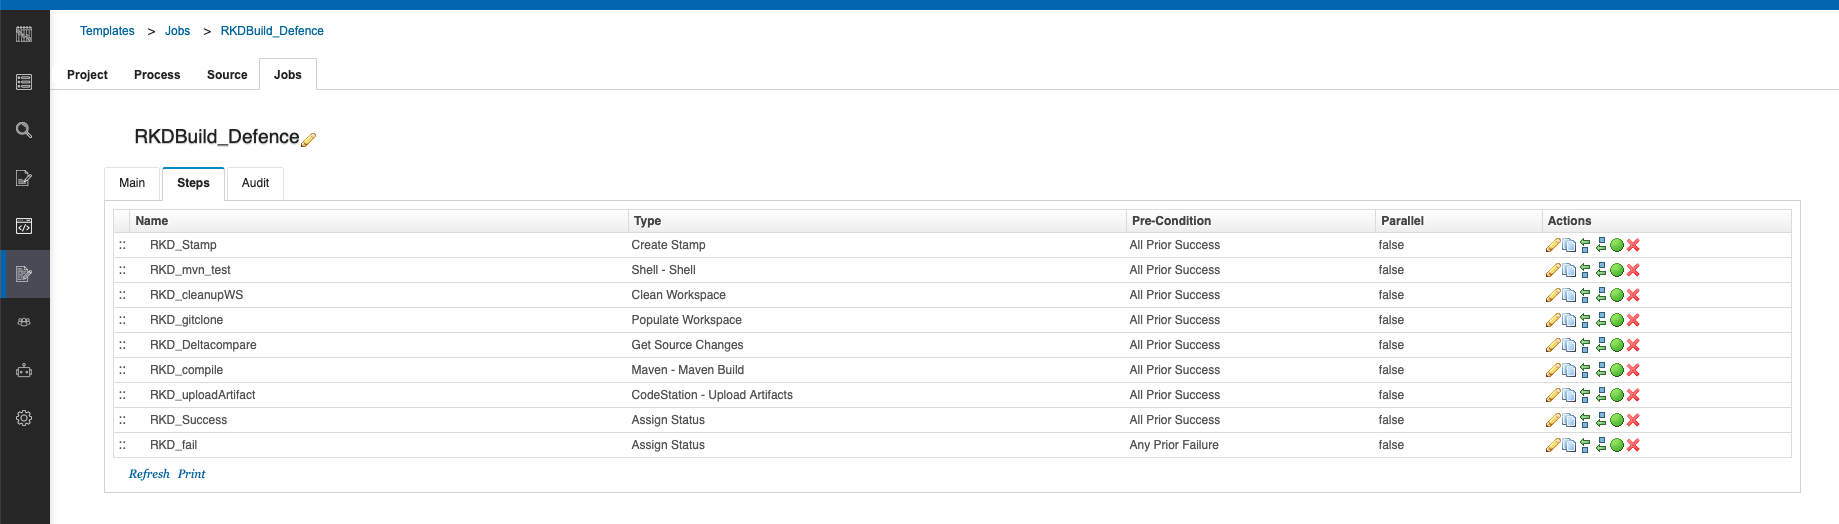 Templates > Jobs > RKDBuild_Defence
Project Process Source Jobs
RKDBuild_Defence
Main Steps Audit
Name Type Pre-Condition Parallel Actions
:: RKD_Stamp Create Stamp All Prior Success false
:: RKD_mvn_test Shell - Shell All Prior Success false
:: RKD_cleanupWS Clean Workspace All Prior Success false
:: RKD_gitclone Populate Workspace All Prior Success false
:: RKD_Deltacompare Get Source Changes All Prior Success false
:: RKD_compile Maven - Maven Build All Prior Success false
:: RKD_uploadArtifact CodeStation - Upload Artifacts All Prior Success false
:: RKD_Success Assign Status All Prior Success false
:: RKD_fail Assign Status Any Prior Failure false
Refresh Print